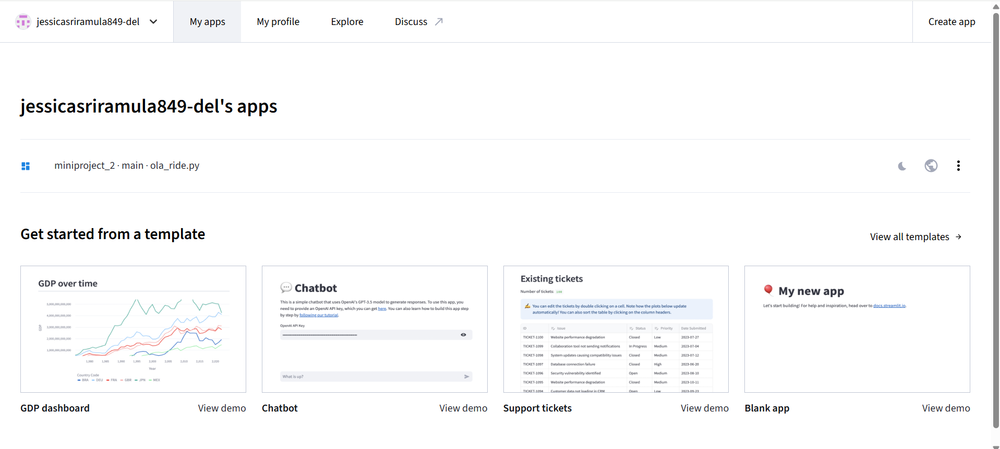 jessicasriramula849-del
My apps
My profile
Explore
Discuss
Create app
jessicasriramula849-del's apps
miniproject_2 · main · ola_ride.py
Get started from a template
View all templates →
GDP over time
5,000,000,000,000
4,000,000,000,000
3,000,000,000,000
2,000,000,000,000
1,000,000,000,000
GDP
1,980 1,985 1,990 1,995 2,000 2,005 2,010 2,015 2,020
Year
Country Code
BRA DEU FRA GBR JPN MEX
GDP dashboard
View demo
Chatbot
This is a simple chatbot that uses OpenAI's GPT-3.5 model to generate responses. To use this app, you
need to provide an OpenAI API key, which you can get here. You can also learn how to build this app step
by step by following our tutorial.
OpenAI API Key
What is up?
Chatbot
View demo
Existing tickets
Number of tickets: 100
You can edit the tickets by double clicking on a cell. Note how the plots below update
automatically! You can also sort the table by clicking on the column headers.
ID Issue Status Priority Date Submitted
TICKET-1100 Website performance degradation Closed Low 2023-07-27
TICKET-1099 Collaboration tool not sending notifications In Progress Medium 2023-07-04
TICKET-1098 System updates causing compatibility issues Closed Medium 2023-07-12
TICKET-1097 Database connection failure Closed High 2023-06-20
TICKET-1096 Security vulnerability identified Open Medium 2023-08-10
TICKET-1095 Website performance degradation Closed Medium 2023-10-11
TICKET-1094 Customer data not loading in CRM Open Low 2023-09-23
Support tickets
View demo
My new app
Let's start building! For help and inspiration, head over to docs.streamlit.io.
Blank app
View demo